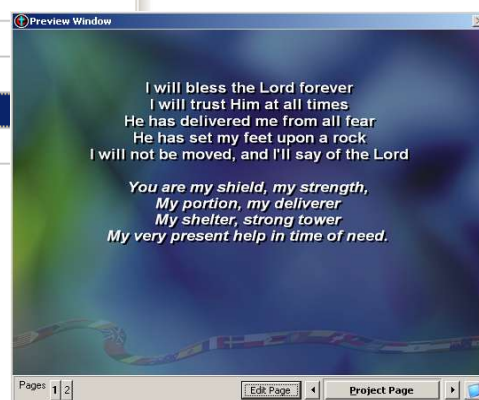 Preview Window
I will bless the Lord forever
I will trust Him at all times
He has delivered me from all fear
He has set my feet upon a rock
I will not be moved, and I'll say of the Lord
You are my shield, my strength,
My portion, my deliverer
My shelter, strong tower
My very present help in time of need.
Pages 1 2 Edit Page Project Page